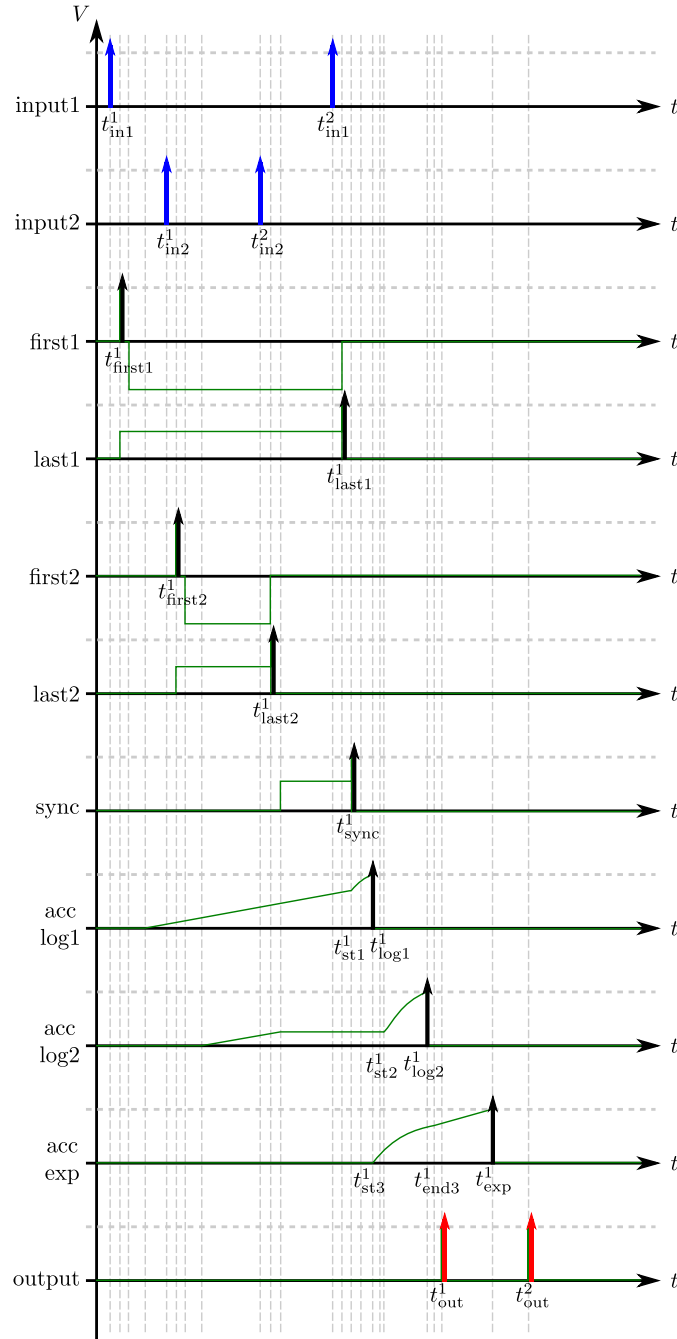 V
input1 t
t^1_in1 t^2_in1
input2 t
t^1_in2 t^2_in2
first1 t
t^1_first1
last1 t
t^1_last1
first2 t
t^1_first2
last2 t
t^1_last2
sync t
t^1_sync
acc
log1 t
t^1_st1 t^1_log1
acc
log2 t
t^1_st2 t^1_log2
acc
exp t
t^1_st3 t^1_end3 t^1_exp
output t
t^1_out t^2_out